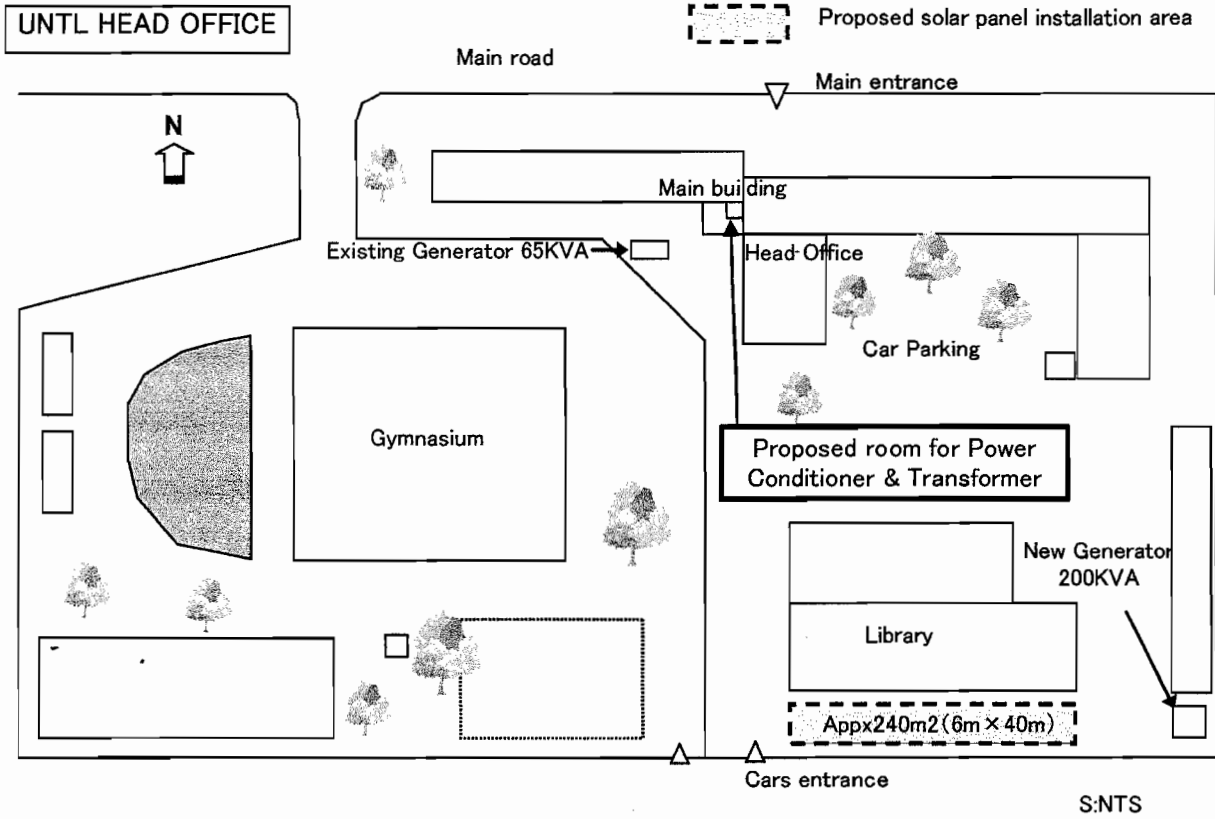 UNTL HEAD OFFICE
Proposed solar panel installation area
Main road
Main entrance
N
Main building
Existing Generator 65KVA
Head Office
Car Parking
Gymnasium
Proposed room for Power
Conditioner & Transformer
New Generator
200KVA
Library
Appx240m2(6m×40m)
Cars entrance
S:NTS